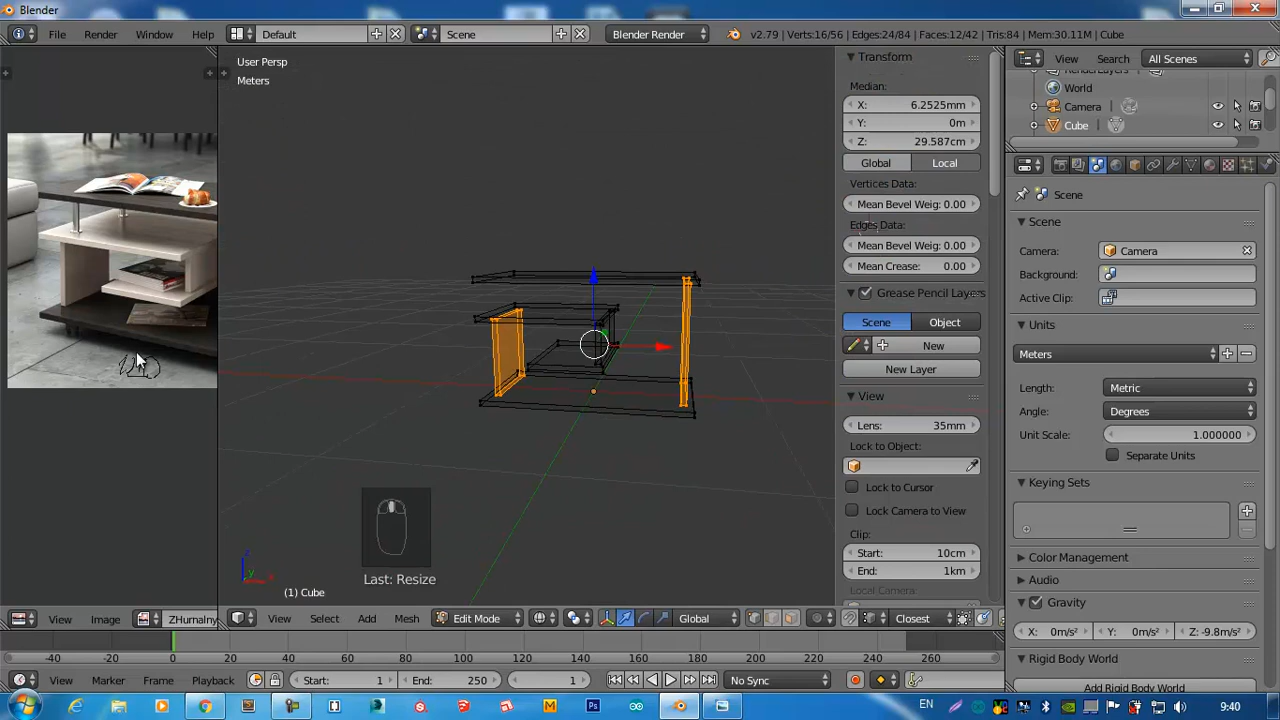 Blender
File Render Window Help Default Scene Blender Render v2.79 | Verts:16/56 | Edges:24/84 | Faces:12/42 | Tris:84 | Mem:30.11M | Cube
User Persp
Meters
Transform
Median:
X: 6.2525mm
Y: 0m
Z: 29.587cm
Global Local
Vertices Data:
Mean Bevel Weig: 0.00
Edges Data:
Mean Bevel Weig: 0.00
Mean Crease: 0.00
Grease Pencil Layers
Scene Object
New
New Layer
View
Lens: 35mm
Lock to Object:
Lock to Cursor
Lock Camera to View
Clip:
Start: 10cm
End: 1km
Local Camera:
View Search All Scenes
RenderLayers
World
Camera
Cube
Scene
Scene
Camera: Camera
Background:
Active Clip:
Units
Meters
Length: Metric
Angle: Degrees
Unit Scale: 1.000000
Separate Units
Keying Sets
Color Management
Audio
Gravity
X: 0m/s² Y: 0m/s² Z: -9.8m/s²
Rigid Body World
Add Rigid Body World
Last: Resize
(1) Cube
View Image ZHumalny
View Select Add Mesh Edit Mode Global Closest
-40 -20 0 20 40 60 80 100 120 140 160 180 200 220 240 260
View Marker Frame Playback Start: 1 End: 250 1 No Sync
EN 9:40